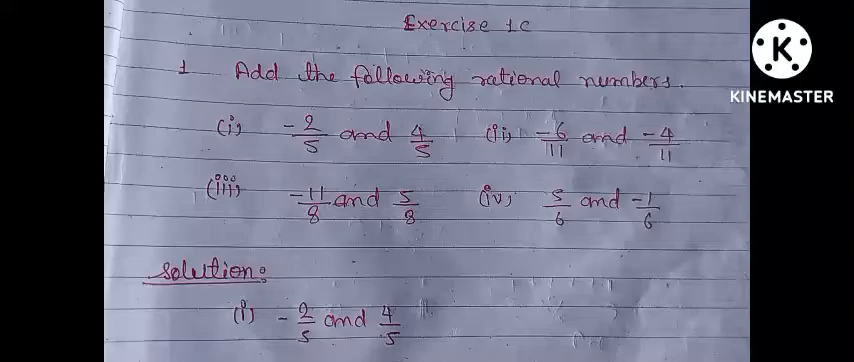 Exercise 1c
1 Add the following rational numbers.
(i) -2/5 and 4/5 (ii) -6/11 and -4/11
(iii) -11/8 and 5/8 (iv) 5/6 and -1/6
Solution:
(i) -2/5 and 4/5
K
KINEMASTER